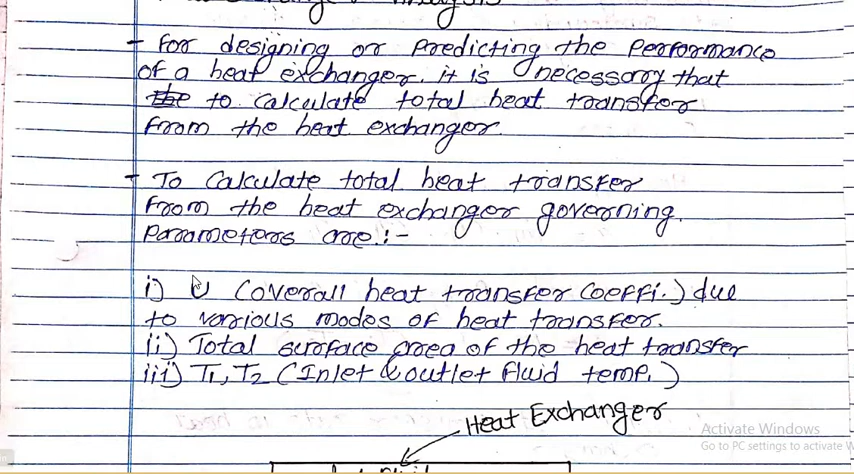 Analysis
- For designing or Predicting the Performance
of a heat exchanger, it is necessary that
the to calculate total heat transfer
from the heat exchanger.
- To Calculate total heat transfer
from the heat exchanger governing.
Parameters are :-
i) U (overall heat transfer Coeffi.) due
to various modes of heat transfer.
ii) Total surface area of the heat transfer
iii) T1, T2 (Inlet & outlet fluid temp.)
Heat Exchanger
Activate Windows
Go to PC settings to activate W